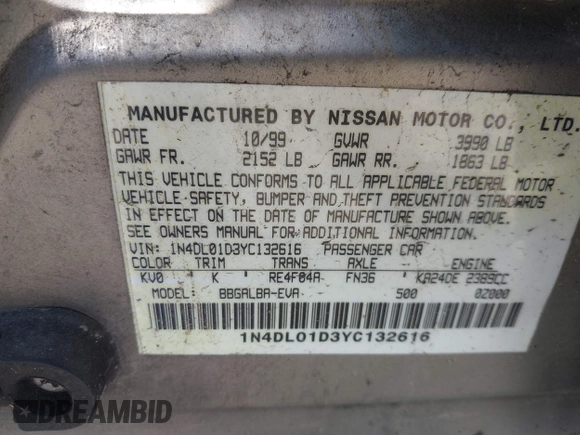 MANUFACTURED BY NISSAN MOTOR CO., LTD.
DATE 10/99 GVWR 3990 LB
GAWR FR. 2152 LB GAWR RR. 1863 LB
THIS VEHICLE CONFORMS TO ALL APPLICABLE FEDERAL MOTOR
VEHICLE-SAFETY, BUMPER AND THEFT PREVENTION STANDARDS
IN EFFECT ON THE DATE OF MANUFACTURE SHOWN ABOVE.
SEE OWNERS MANUAL FOR ADDITIONAL INFORMATION
VIN: 1N4DL01D3YC132616 PASSENGER CAR
COLOR TRIM TRANS AXLE ENGINE
KV0 K RE4F04A FN36 KA24DE 2389CC
MODEL: BBGALBA-EVA 500 02000
1N4DL01D3YC132616
DREAMBID